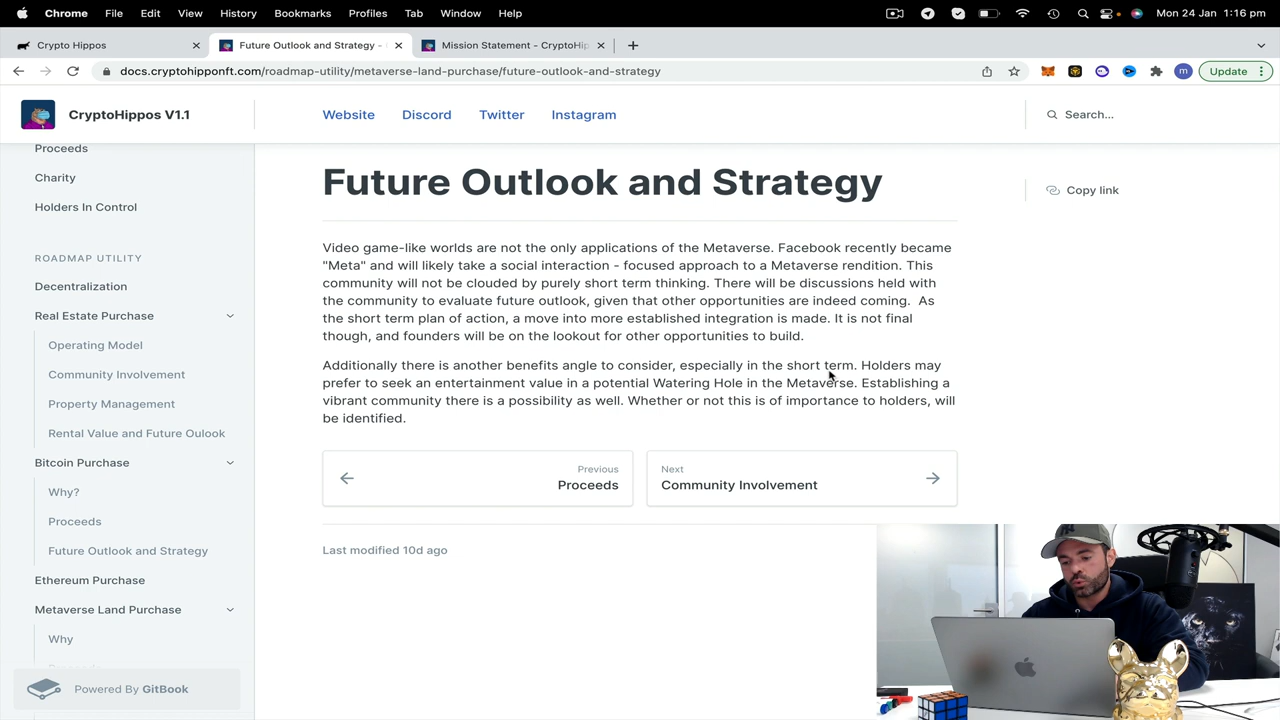 Chrome File Edit View History Bookmarks Profiles Tab Window Help Mon 24 Jan 1:16 pm
Crypto Hippos Future Outlook and Strategy - Mission Statement - CryptoHip
docs.cryptohipponft.com/roadmap-utility/metaverse-land-purchase/future-outlook-and-strategy m Update
CryptoHippos V1.1 Website Discord Twitter Instagram Search...
Proceeds
Charity
Holders In Control
ROADMAP UTILITY
Decentralization
Real Estate Purchase
Operating Model
Community Involvement
Property Management
Rental Value and Future Oulook
Bitcoin Purchase
Why?
Proceeds
Future Outlook and Strategy
Ethereum Purchase
Metaverse Land Purchase
Why
Proceeds
Powered By GitBook
Future Outlook and Strategy
Copy link
Video game-like worlds are not the only applications of the Metaverse. Facebook recently became
"Meta" and will likely take a social interaction - focused approach to a Metaverse rendition. This
community will not be clouded by purely short term thinking. There will be discussions held with
the community to evaluate future outlook, given that other opportunities are indeed coming. As
the short term plan of action, a move into more established integration is made. It is not final
though, and founders will be on the lookout for other opportunities to build.
Additionally there is another benefits angle to consider, especially in the short term. Holders may
prefer to seek an entertainment value in a potential Watering Hole in the Metaverse. Establishing a
vibrant community there is a possibility as well. Whether or not this is of importance to holders, will
be identified.
Previous
Proceeds
Next
Community Involvement
Last modified 10d ago